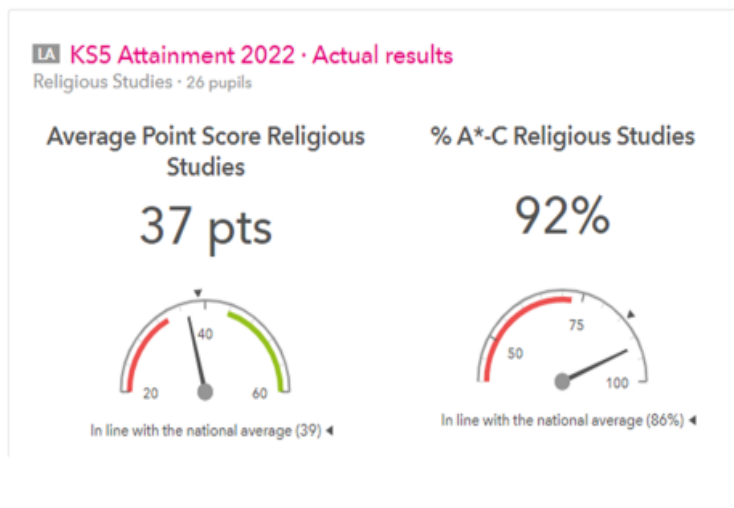 LA KS5 Attainment 2022 · Actual results
Religious Studies · 26 pupils
Average Point Score Religious
Studies
37 pts
20
40
60
In line with the national average (39)
% A*-C Religious Studies
92%
50
75
100
In line with the national average (86%)